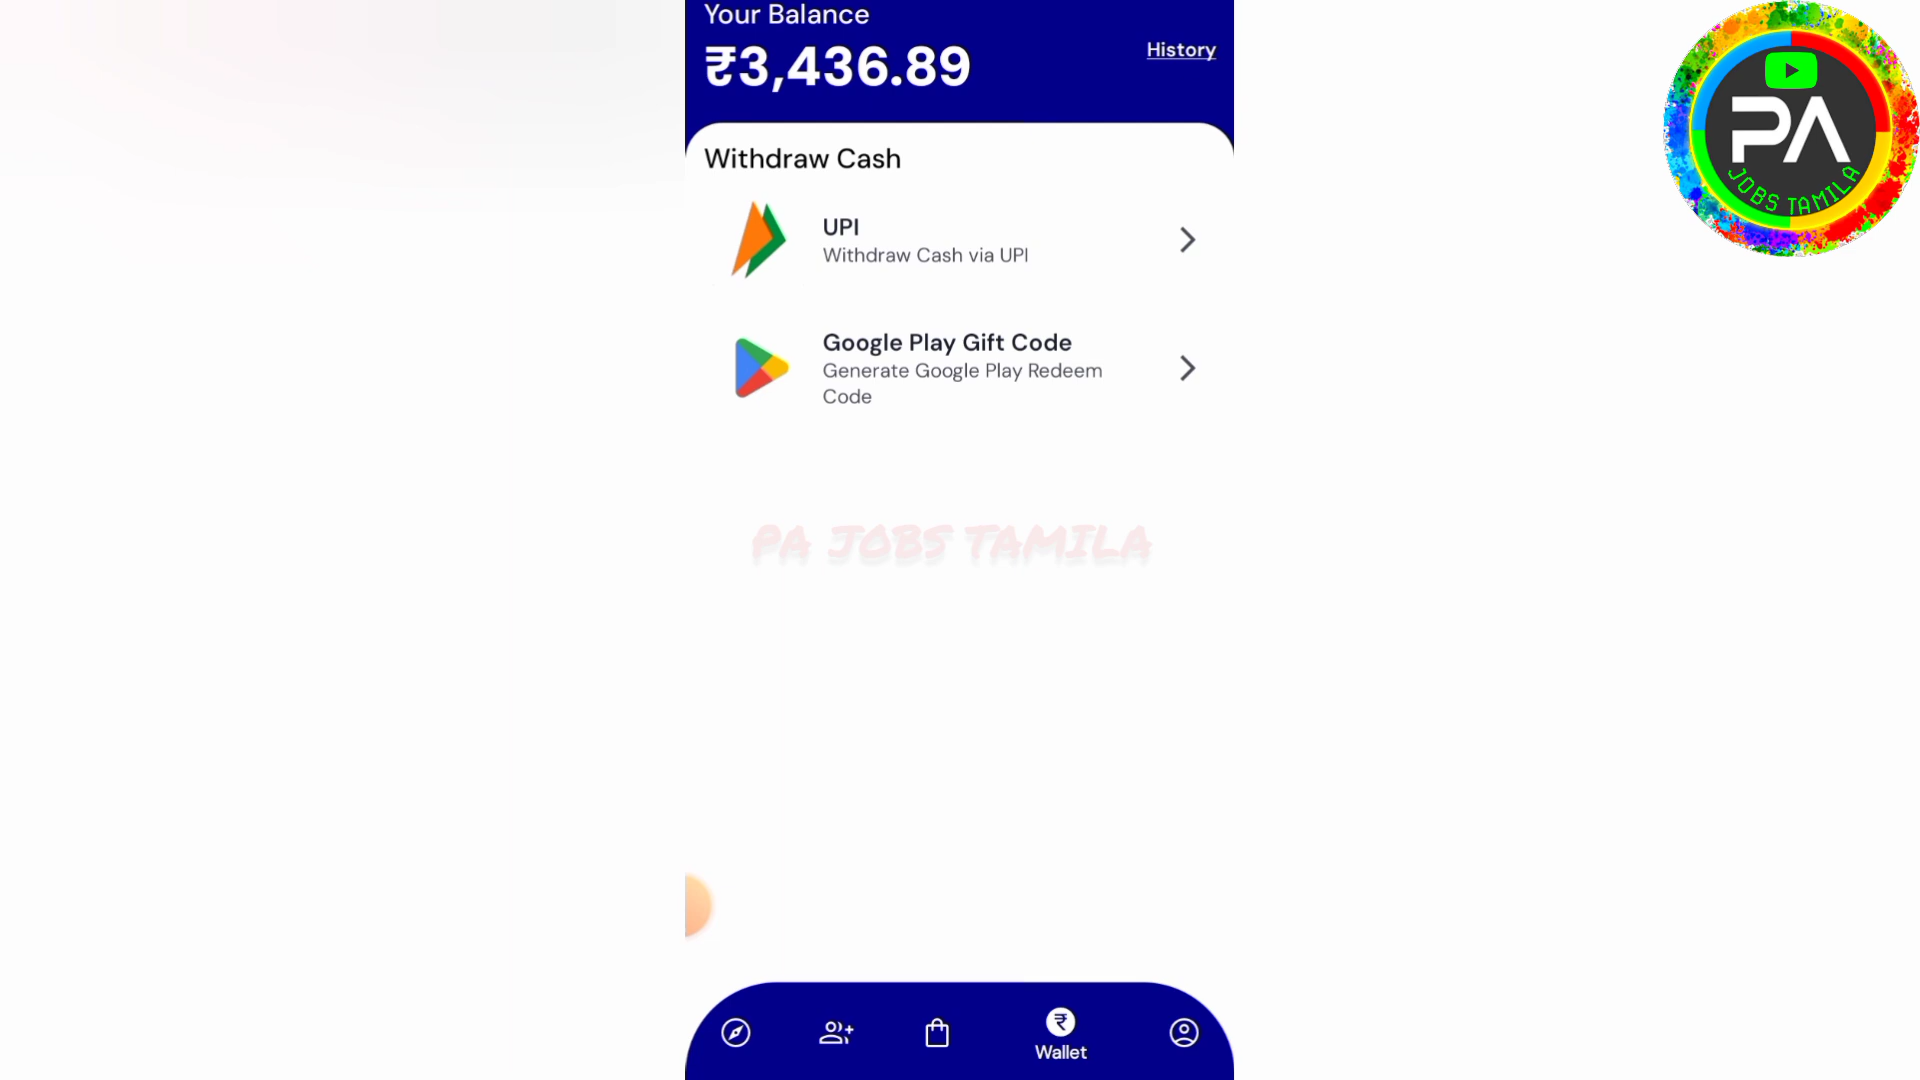 Your Balance
₹3,436.89
History
Withdraw Cash
UPI
Withdraw Cash via UPI
Google Play Gift Code
Generate Google Play Redeem
Code
PA JOBS TAMILA
Wallet
PA
JOBS TAMILA